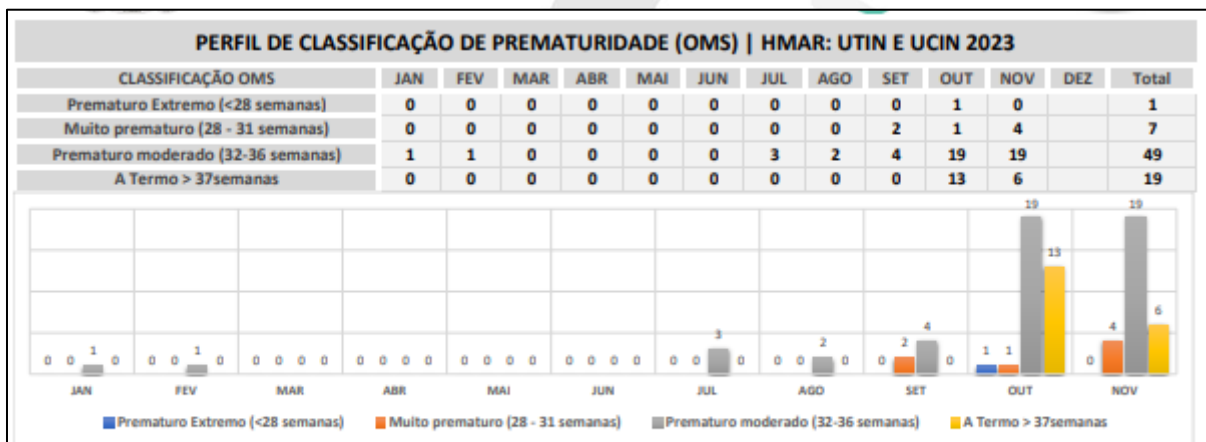 PERFIL DE CLASSIFICAÇÃO DE PREMATURIDADE (OMS) | HMAR: UTIN E UCIN 2023
CLASSIFICAÇÃO OMS JAN FEV MAR ABR MAI JUN JUL AGO SET OUT NOV DEZ Total
Prematuro Extremo (<28 semanas) 0 0 0 0 0 0 0 0 0 1 0 1
Muito prematuro (28 - 31 semanas) 0 0 0 0 0 0 0 0 2 1 4 7
Prematuro moderado (32-36 semanas) 1 1 0 0 0 0 3 2 4 19 19 49
A Termo > 37semanas 0 0 0 0 0 0 0 0 0 13 6 19
0 0 1 0 0 0 1 0 0 0 0 0 0 0 0 0 0 0 0 0 0 0 0 0 0 0 3 0 0 0 2 0 0 2 4 0 1 1 19 13 0 4 19 6
JAN FEV MAR ABR MAI JUN JUL AGO SET OUT NOV
Prematuro Extremo (<28 semanas) Muito prematuro (28 - 31 semanas) Prematuro moderado (32-36 semanas) A Termo > 37semanas